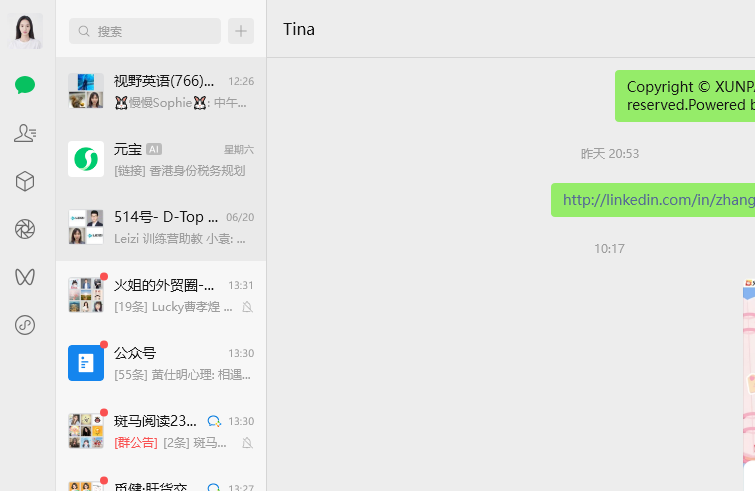 搜索
Tina
视野英语(766)... 12:26
慢慢Sophie: 中午...
元宝 AI 星期六
[链接] 香港身份税务规划
514号- D-Top ... 06/20
Leizi 训练营助教 小袁: ...
火姐的外贸圈-... 13:31
[19条] Lucky曹孝煌 ...
公众号 13:30
[55条] 黄仕明心理: 相遇...
斑马阅读23... 13:30
[群公告] [2条] 斑马...
13:27
Copyright © XUNPA
reserved.Powered b
昨天 20:53
http://linkedin.com/in/zhang
10:17